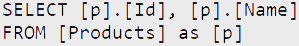 SELECT [p].[Id], [p].[Name]
FROM [Products] as [p]